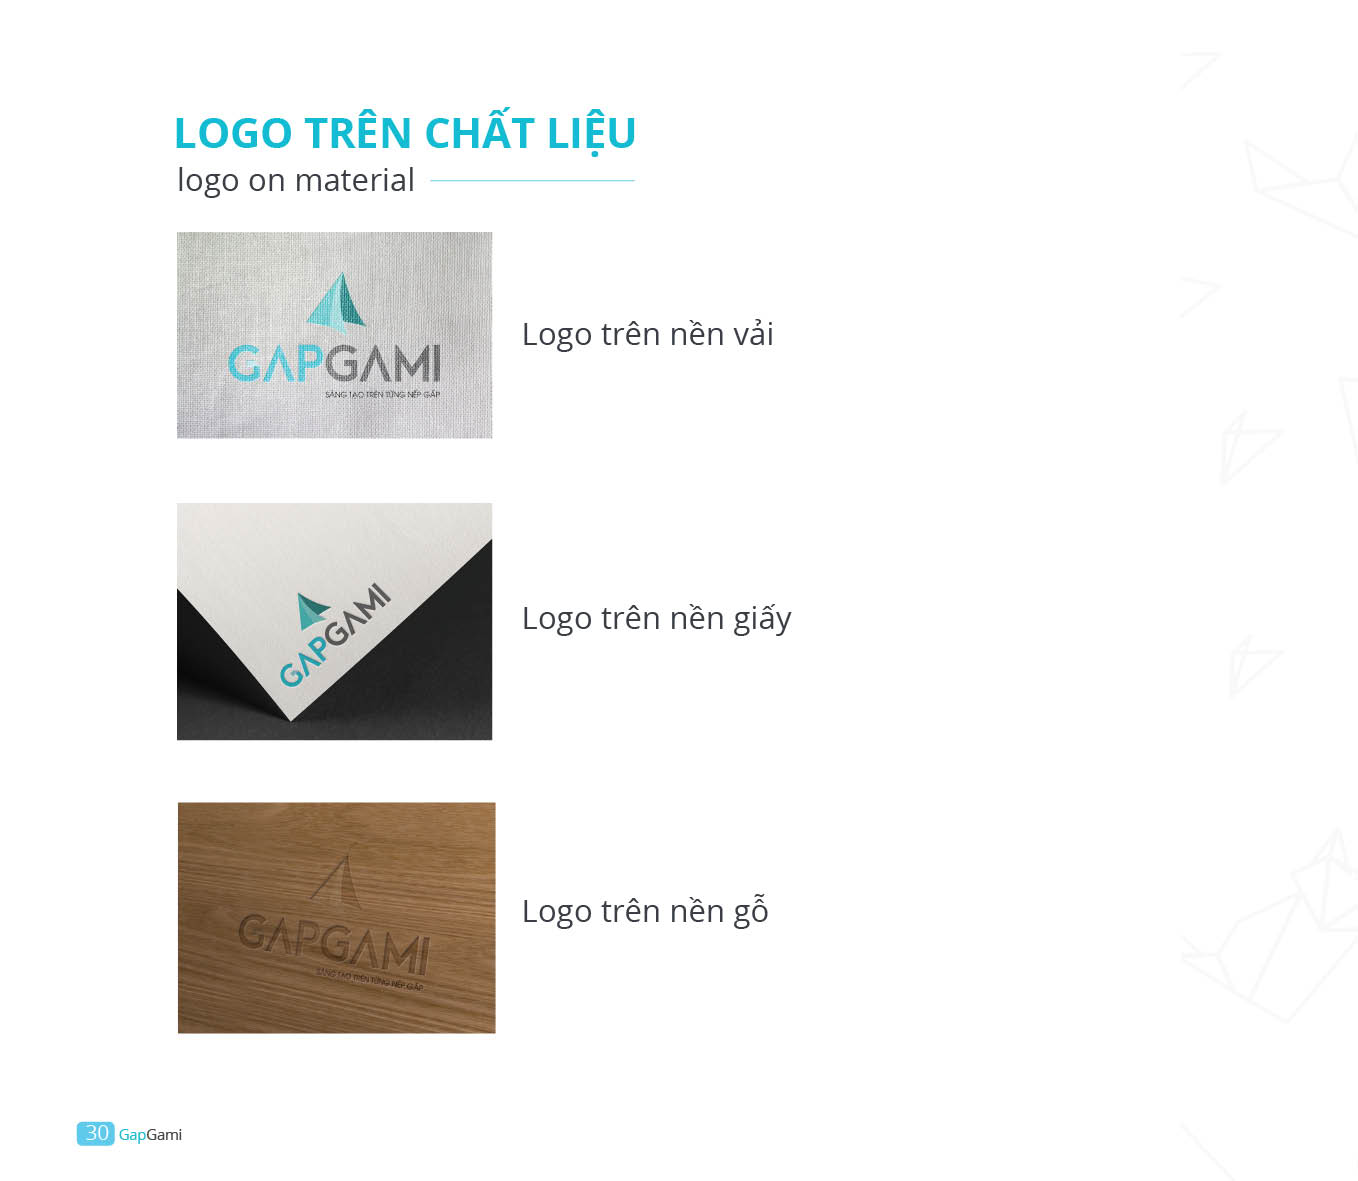 LOGO TRÊN CHẤT LIỆU
logo on material
GAPGAMI
SÁNG TẠO TRÊN TỪNG NẾP GẤP
Logo trên nền vải
GAPGAMI
Logo trên nền giấy
GAPGAMI
SÁNG TẠO TRÊN TỪNG NẾP GẤP
Logo trên nền gỗ
30 GapGami